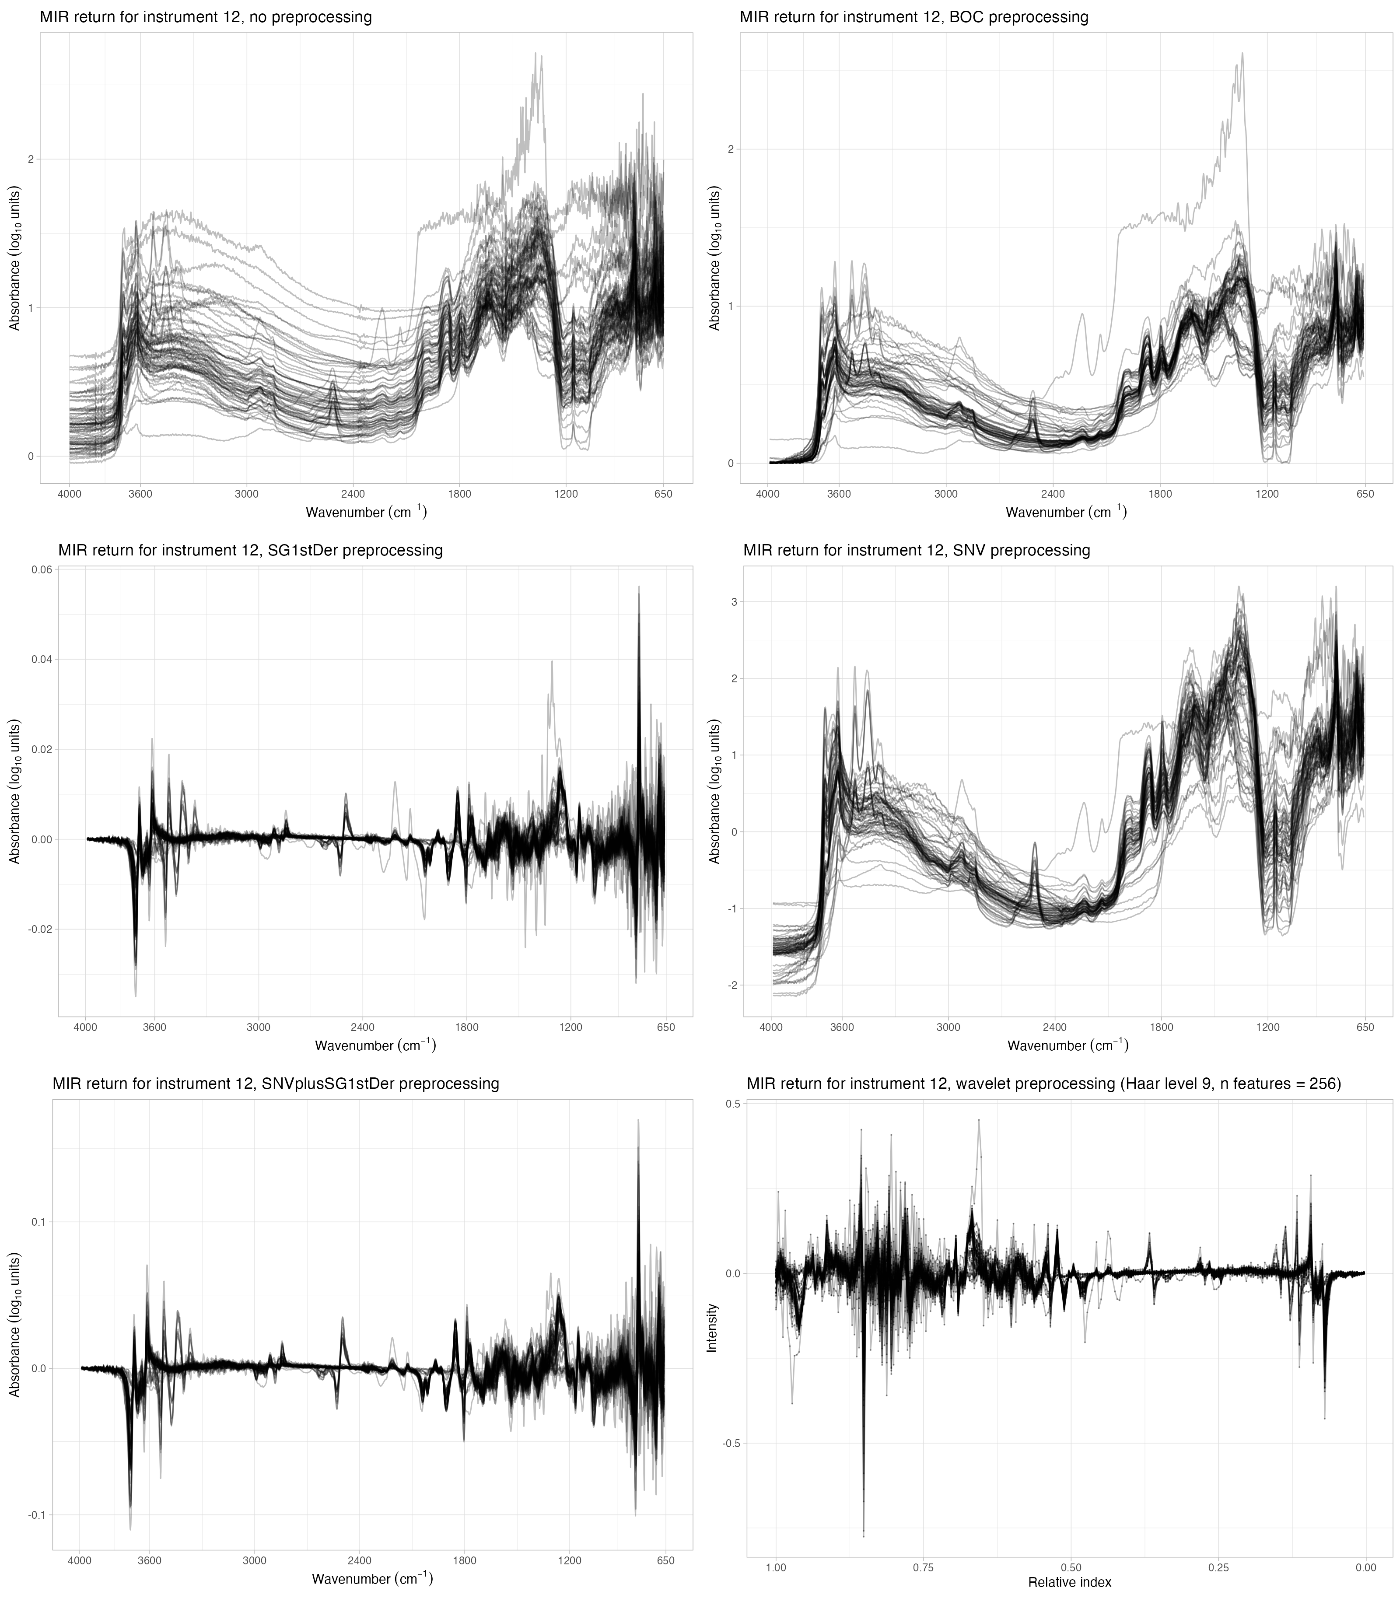 MIR return for instrument 12, no preprocessing
Absorbance (log10 units)
2
1
0
4000 3600 3000 2400 1800 1200 650
Wavenumber (cm 1)
MIR return for instrument 12, BOC preprocessing
Absorbance (log10 units)
2
1
0
4000 3600 3000 2400 1800 1200 650
Wavenumber (cm 1)
MIR return for instrument 12, SG1stDer preprocessing
Absorbance (log10 units)
0.06
0.04
0.02
0.00
-0.02
4000 3600 3000 2400 1800 1200 650
Wavenumber (cm−1)
MIR return for instrument 12, SNV preprocessing
Absorbance (log10 units)
3
2
1
0
-1
-2
4000 3600 3000 2400 1800 1200 650
Wavenumber (cm−1)
MIR return for instrument 12, SNVplusSG1stDer preprocessing
Absorbance (log10 units)
0.1
0.0
-0.1
4000 3600 3000 2400 1800 1200 650
Wavenumber (cm−1)
MIR return for instrument 12, wavelet preprocessing (Haar level 9, n features = 256)
Intensity
0.5
0.0
-0.5
1.00 0.75 0.50 0.25 0.00
Relative index